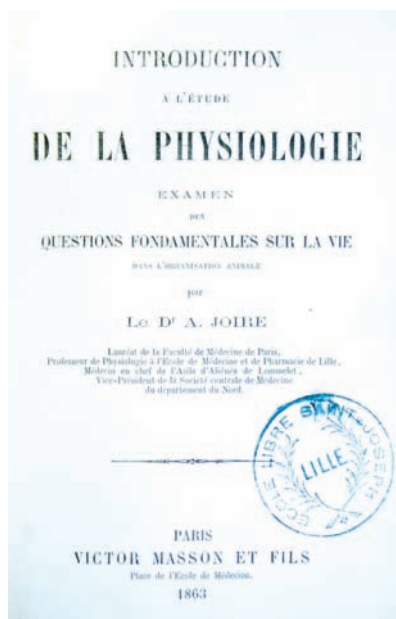 INTRODUCTION
A L'ÉTUDE
DE LA PHYSIOLOGIE
EXAMEN
DES
QUESTIONS FONDAMENTALES SUR LA VIE
DANS L'ORGANISATION ANIMALE
par
Le Dr A. JOIRE
Lauréat de la Faculté de Médecine de Paris,
Professeur de Physiologie à l'École de Médecine et de Pharmacie de Lille,
Médecin en chef de l'Asile d'Aliénés de Lommelet,
Vice-Président de la Société centrale de Médecine
du département du Nord.
ECOLE LIBRE SAINT-JOSEPH
LILLE
PARIS
VICTOR MASSON ET FILS
Place de l'Ecole de Médecine.
1863